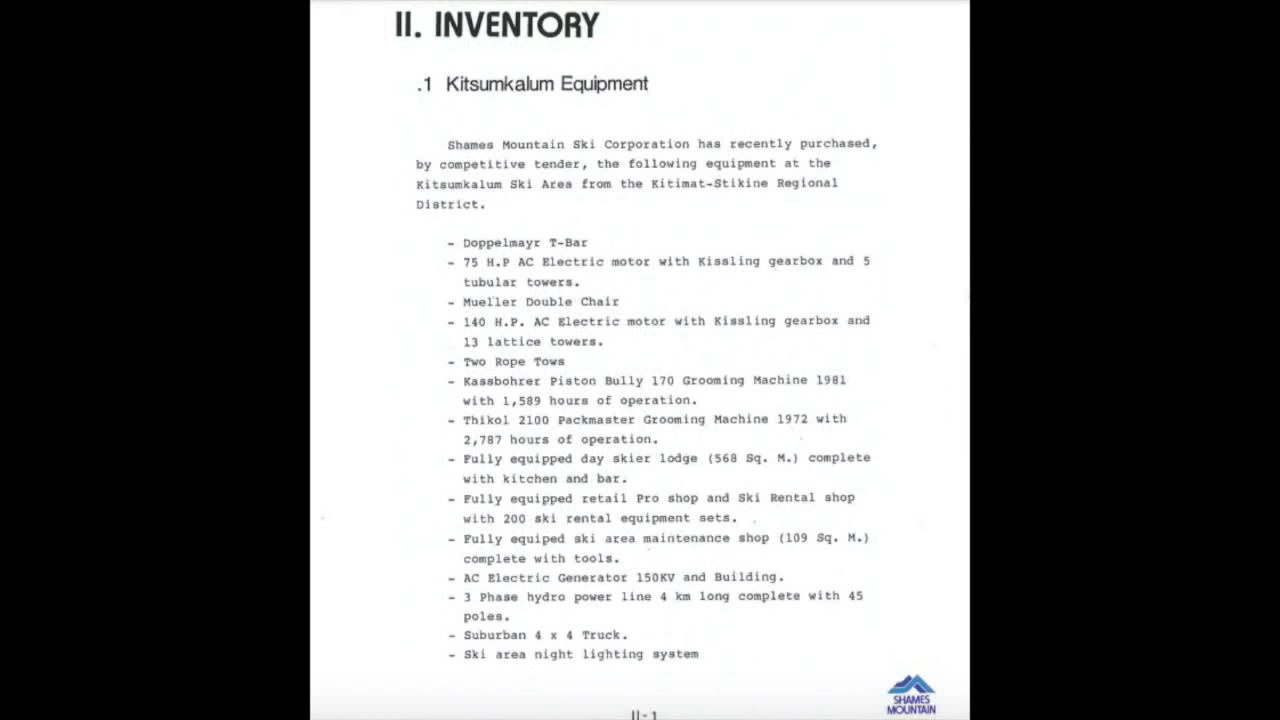 II. INVENTORY
.1 Kitsumkalum Equipment
Shames Mountain Ski Corporation has recently purchased,
by competitive tender, the following equipment at the
Kitsumkalum Ski Area from the Kitimat-Stikine Regional
District.
- Doppelmayr T-Bar
- 75 H.P AC Electric motor with Kissling gearbox and 5
tubular towers.
- Mueller Double Chair
- 140 H.P. AC Electric motor with Kissling gearbox and
13 lattice towers.
- Two Rope Tows
- Kassbohrer Piston Bully 170 Grooming Machine 1981
with 1,589 hours of operation.
- Thikol 2100 Packmaster Grooming Machine 1972 with
2,787 hours of operation.
- Fully equipped day skier lodge (568 Sq. M.) complete
with kitchen and bar.
- Fully equipped retail Pro shop and Ski Rental shop
with 200 ski rental equipment sets.
- Fully equiped ski area maintenance shop (109 Sq. M.)
complete with tools.
- AC Electric Generator 150KV and Building.
- 3 Phase hydro power line 4 km long complete with 45
poles.
- Suburban 4 x 4 Truck.
- Ski area night lighting system
SHAMES
MOUNTAIN
II-1